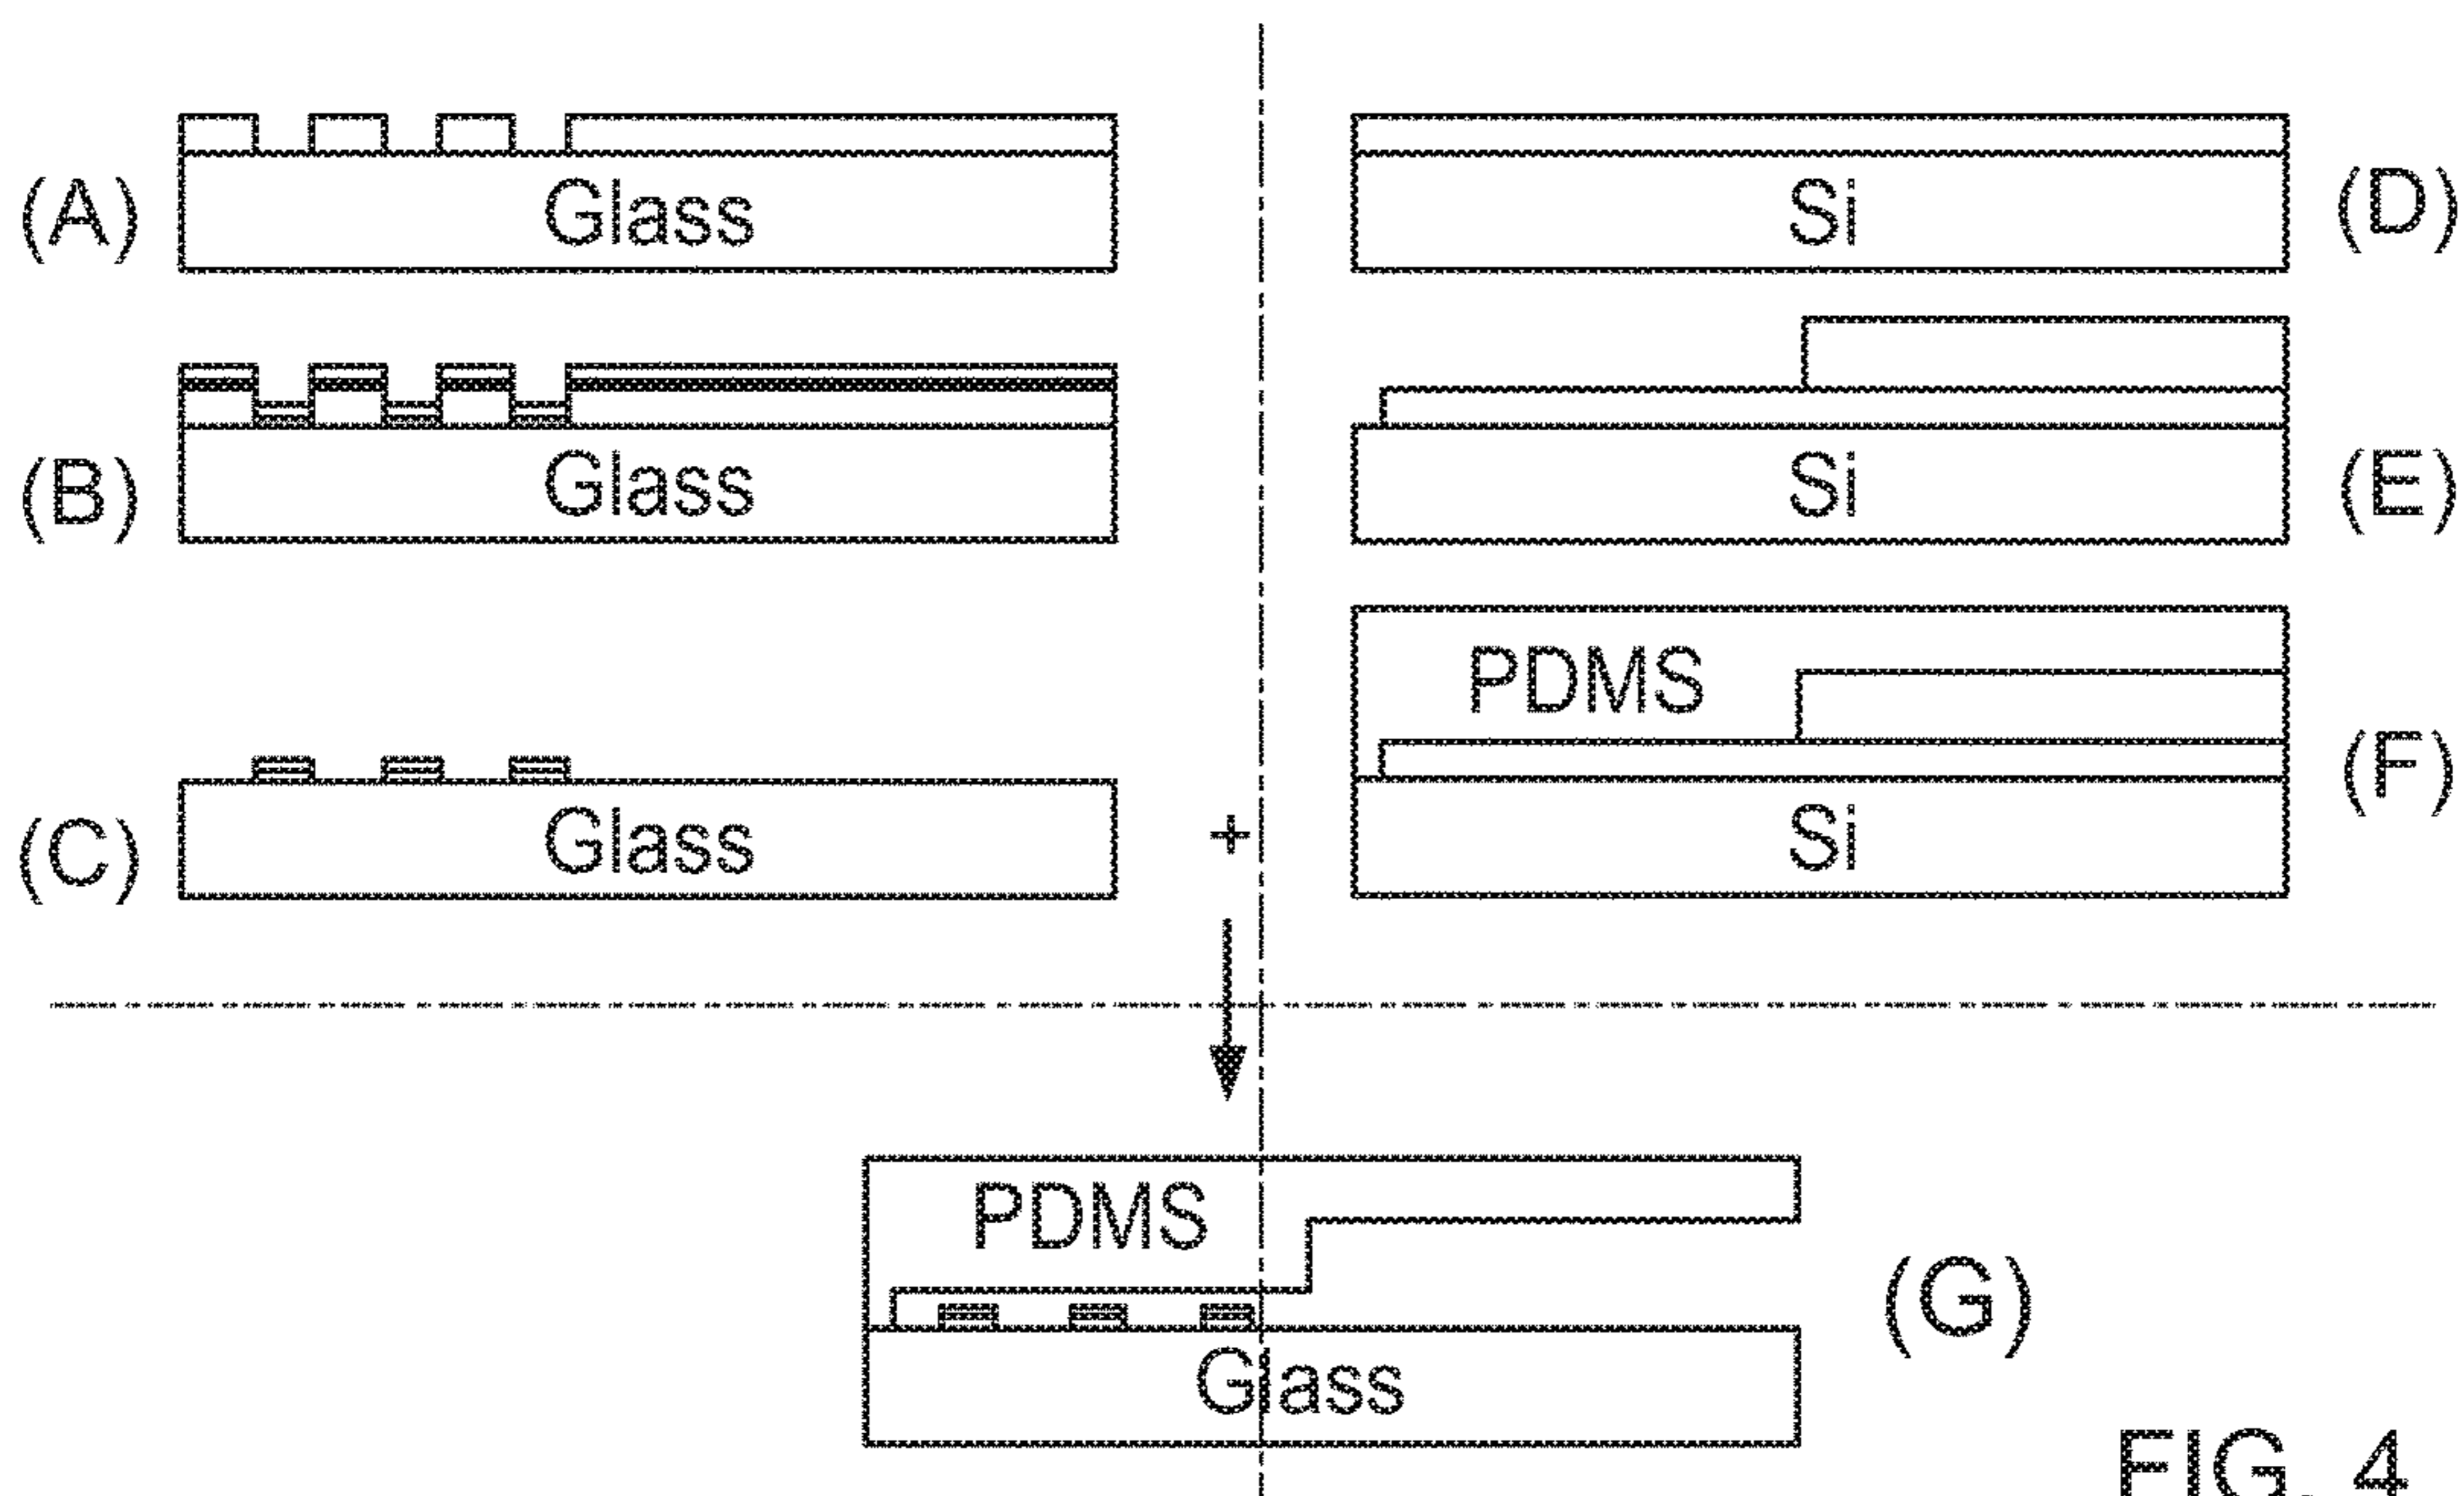 (A) Glass
Si (D)
(B) Glass
Si (E)
PDMS
(C) Glass
+
Si (F)
PDMS
Glass (G)
FIG. 4